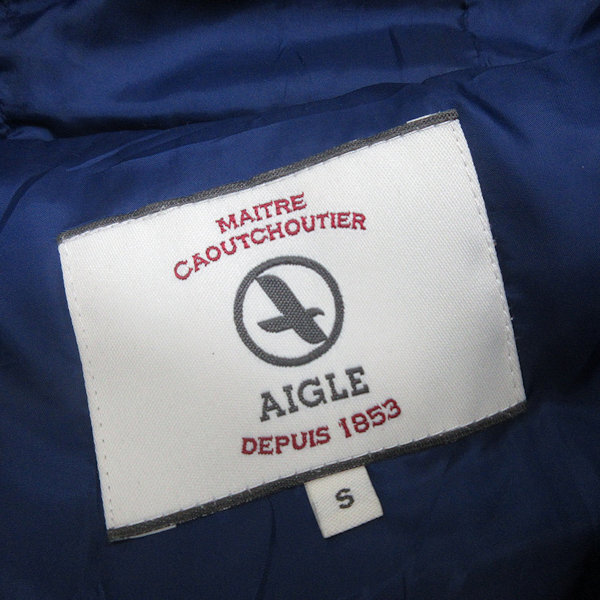 MAITRE
CAOUTCHOUTIER
AIGLE
DEPUIS 1853
S